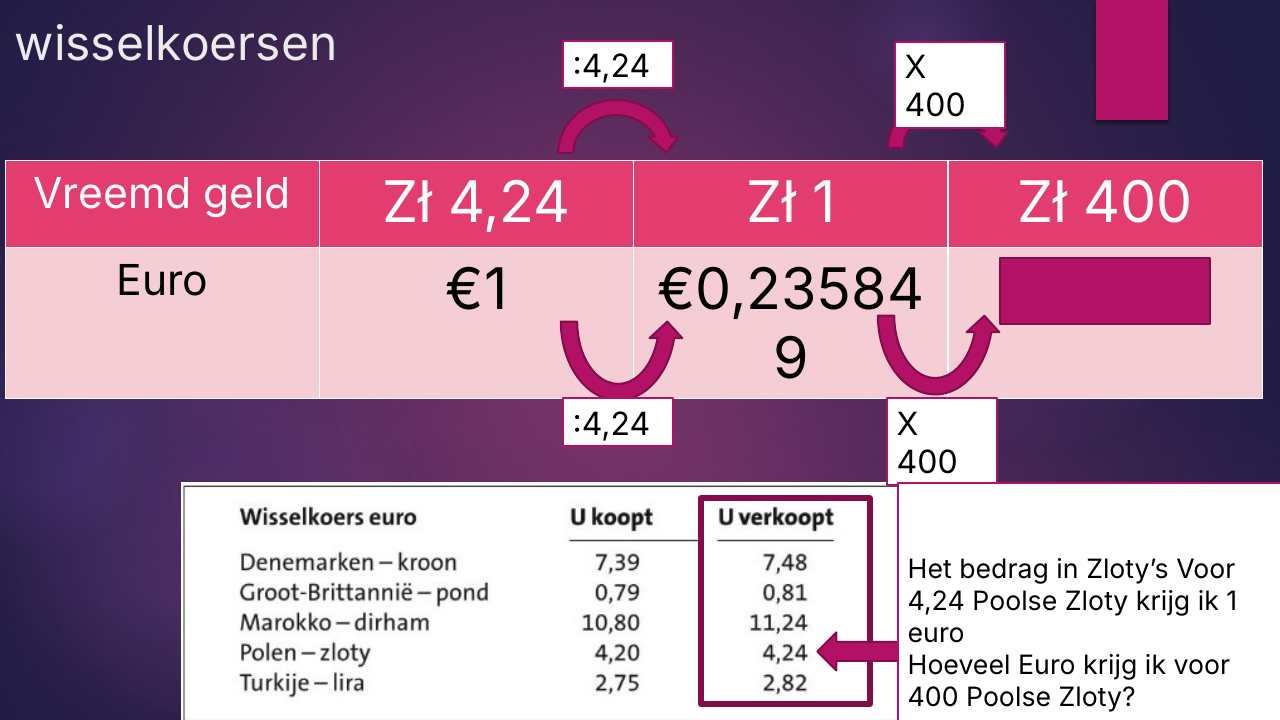 wisselkoersen
:4,24
X
400
Vreemd geld Zł 4,24 Zł 1 Zł 400
Euro €1 €0,23584
9
:4,24
X
400
Wisselkoers euro U koopt U verkoopt
Denemarken – kroon 7,39 7,48
Groot-Brittannië – pond 0,79 0,81
Marokko – dirham 10,80 11,24
Polen – zloty 4,20 4,24
Turkije – lira 2,75 2,82
Het bedrag in Zloty’s Voor
4,24 Poolse Zloty krijg ik 1
euro
Hoeveel Euro krijg ik voor
400 Poolse Zloty?